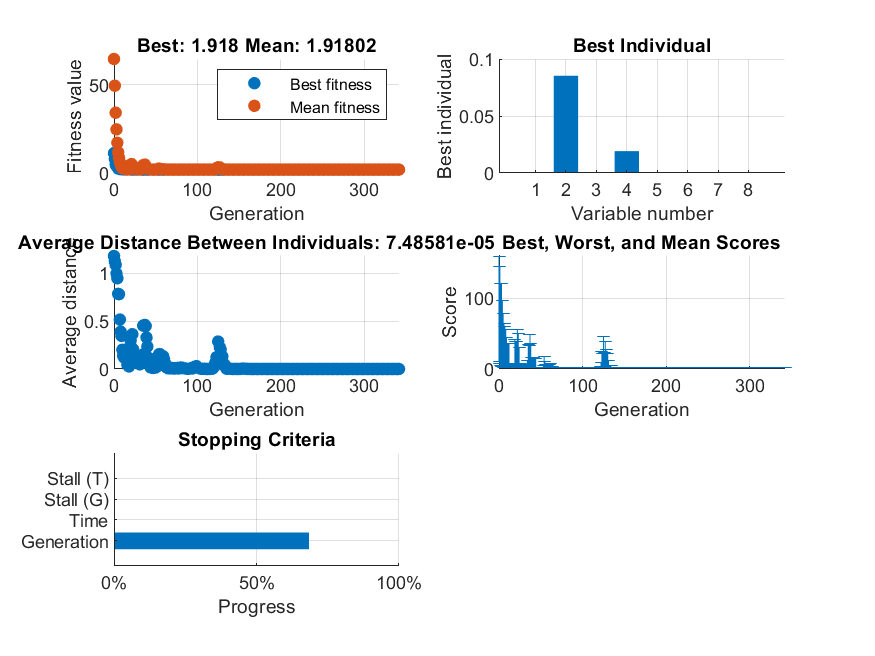 Best: 1.918 Mean: 1.91802
Fitness value
50
0
Best fitness
Mean fitness
0 100 200 300
Generation
Best Individual
Best individual
0.1
0.05
0
1 2 3 4 5 6 7 8
Variable number
Average Distance Between Individuals: 7.48581e-05
Average distance
1
0.5
0
0 100 200 300
Generation
Best, Worst, and Mean Scores
Score
100
0
0 100 200 300
Generation
Stopping Criteria
Stall (T)
Stall (G)
Time
Generation
0% 50% 100%
Progress